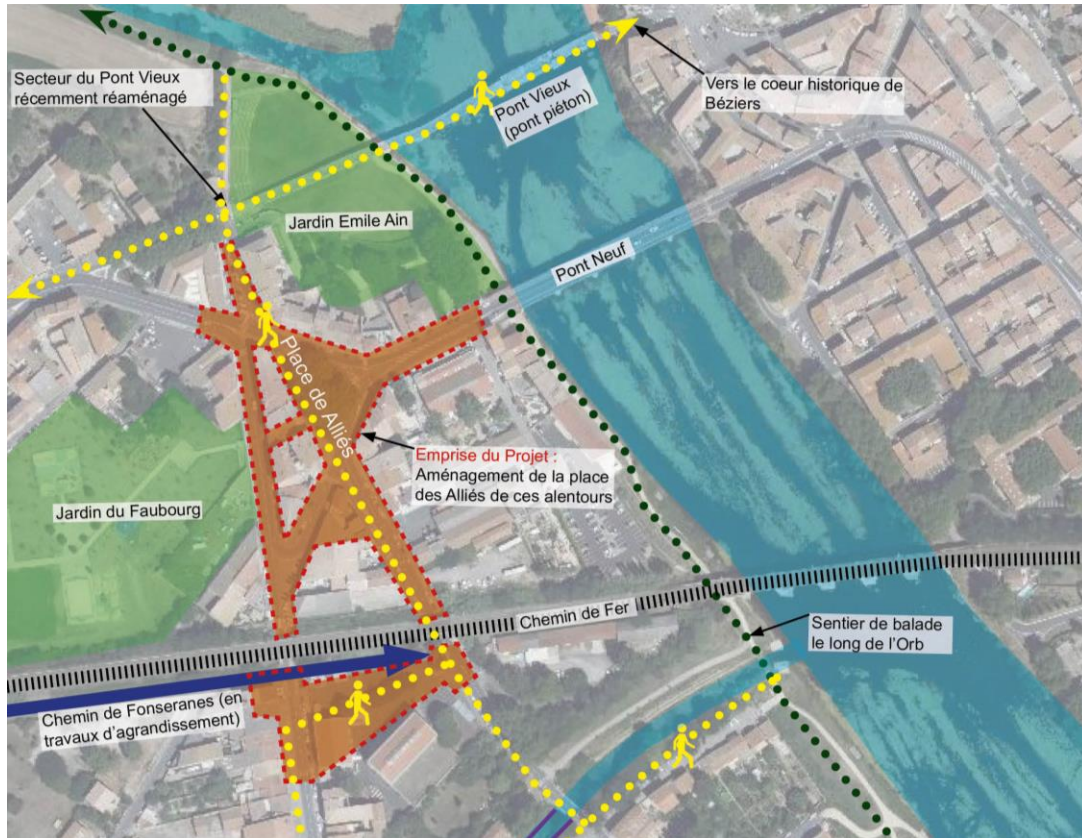 Secteur du Pont Vieux
récemment réaménagé
Vers le coeur historique de
Béziers
Pont Vieux
(pont piéton)
Jardin Emile Ain
Pont Neuf
Place de Alliés
Emprise du Projet :
Aménagement de la place
des Alliés de ces alentours
Jardin du Faubourg
Chemin de Fer
Sentier de balade
le long de l'Orb
Chemin de Fonseranes (en
travaux d'agrandissement)